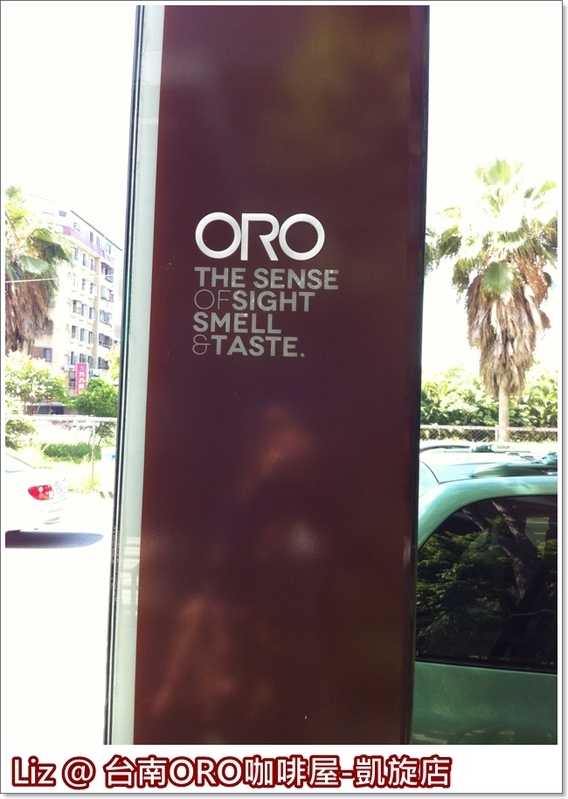 ORO
THE SENSE
OF SIGHT
SMELL
& TASTE.
Liz @ 台南ORO咖啡屋-凱旋店